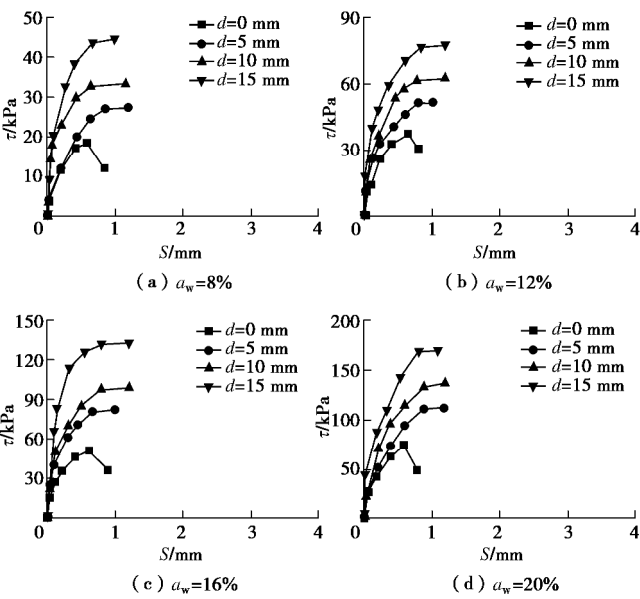 50
40
30
20
10
0
1
2
3
4
τ/kPa
S/mm
d=0 mm
d=5 mm
d=10 mm
d=15 mm
(a) aw=8%
90
60
30
0
1
2
3
4
τ/kPa
S/mm
d=0 mm
d=5 mm
d=10 mm
d=15 mm
(b) aw=12%
150
120
90
60
30
0
1
2
3
4
τ/kPa
S/mm
d=0 mm
d=5 mm
d=10 mm
d=15 mm
(c) aw=16%
200
150
100
50
0
1
2
3
4
τ/kPa
S/mm
d=0 mm
d=5 mm
d=10 mm
d=15 mm
(d) aw=20%